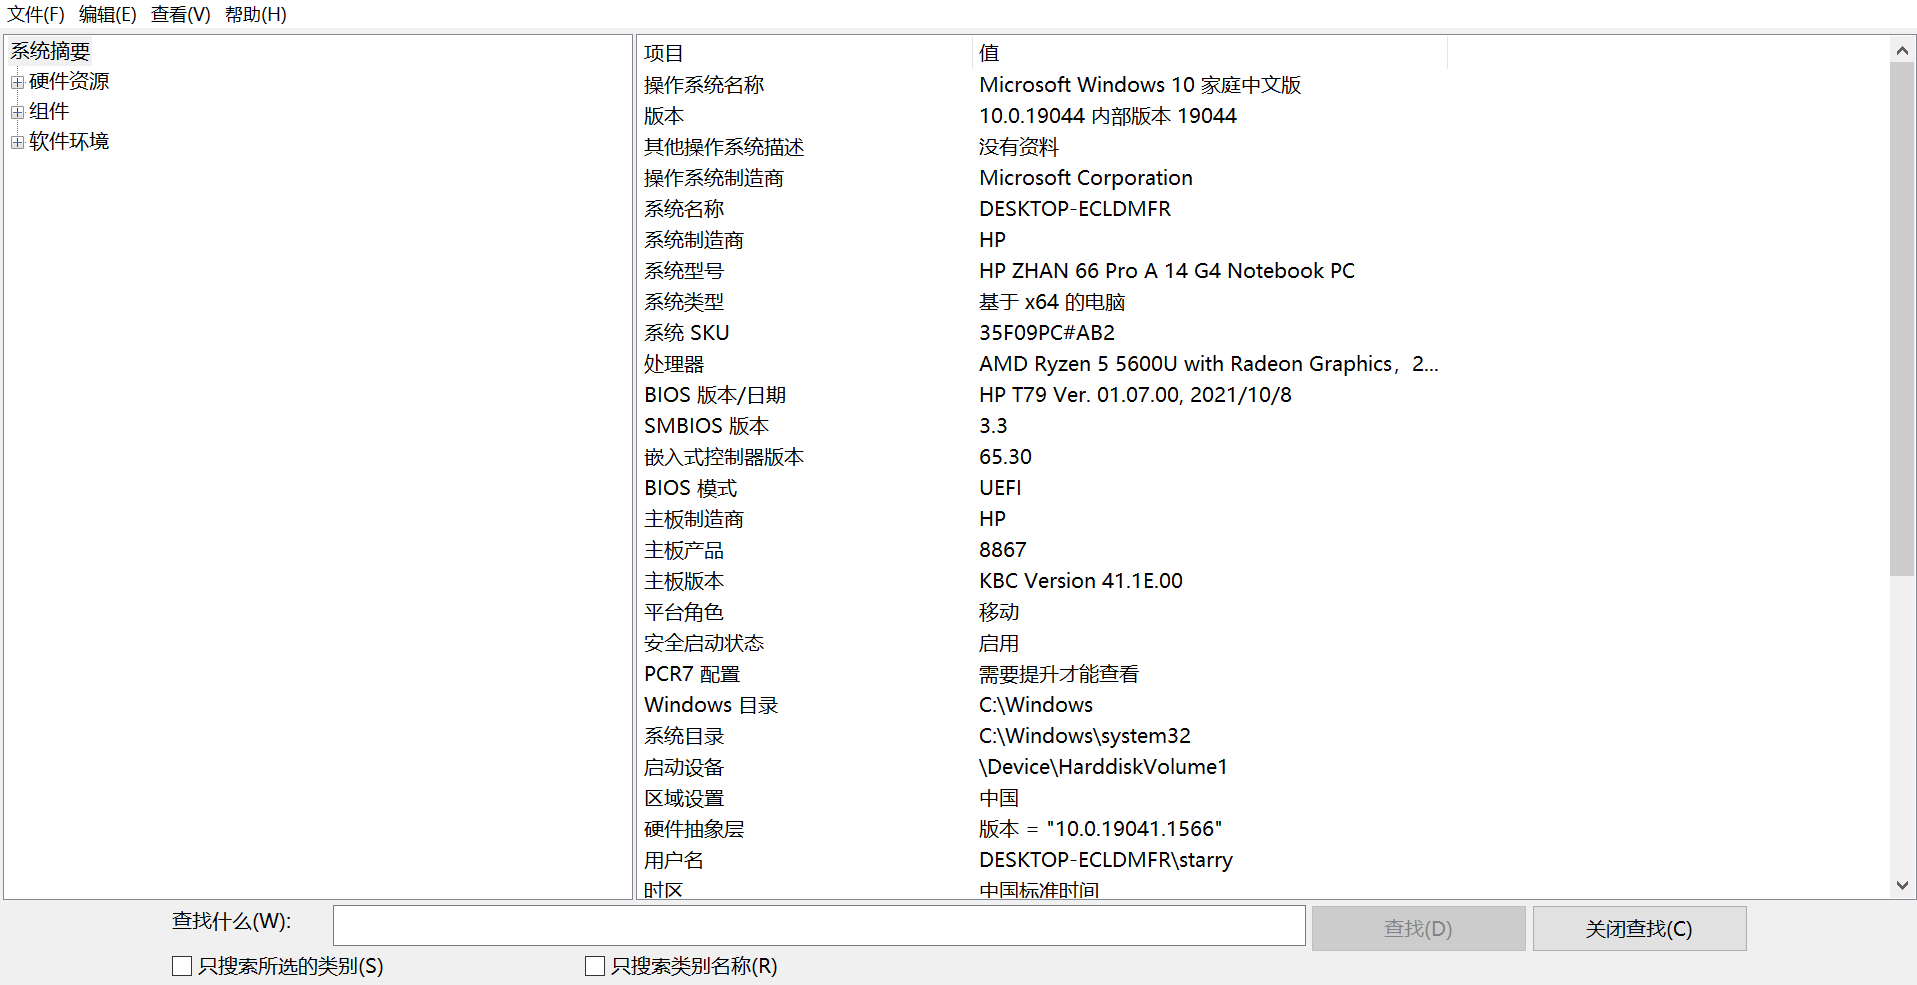 文件(F) 编辑(E) 查看(V) 帮助(H)
系统摘要
硬件资源
组件
软件环境
项目 值
操作系统名称 Microsoft Windows 10 家庭中文版
版本 10.0.19044 内部版本 19044
其他操作系统描述 没有资料
操作系统制造商 Microsoft Corporation
系统名称 DESKTOP-ECLDMFR
系统制造商 HP
系统型号 HP ZHAN 66 Pro A 14 G4 Notebook PC
系统类型 基于 x64 的电脑
系统 SKU 35F09PC#AB2
处理器 AMD Ryzen 5 5600U with Radeon Graphics，2...
BIOS 版本/日期 HP T79 Ver. 01.07.00, 2021/10/8
SMBIOS 版本 3.3
嵌入式控制器版本 65.30
BIOS 模式 UEFI
主板制造商 HP
主板产品 8867
主板版本 KBC Version 41.1E.00
平台角色 移动
安全启动状态 启用
PCR7 配置 需要提升才能查看
Windows 目录 C:\Windows
系统目录 C:\Windows\system32
启动设备 \Device\HarddiskVolume1
区域设置 中国
硬件抽象层 版本 = "10.0.19041.1566"
用户名 DESKTOP-ECLDMFR\starry
时区 中国标准时间
查找什么(W): 查找(D) 关闭查找(C)
只搜索所选的类别(S) 只搜索类别名称(R)